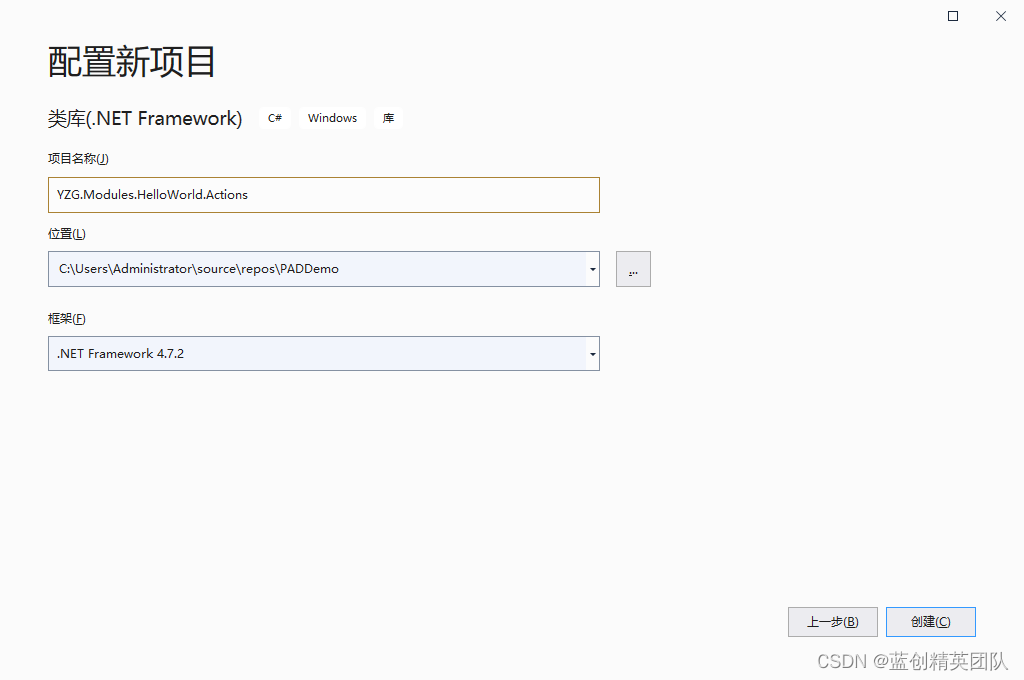 配置新项目
类库(.NET Framework) C# Windows 库
项目名称(J)
YZG.Modules.HelloWorld.Actions
位置(L)
C:\Users\Administrator\source\repos\PADDemo
...
框架(F)
.NET Framework 4.7.2
上一步(B) 创建(C)
CSDN @蓝创精英团队